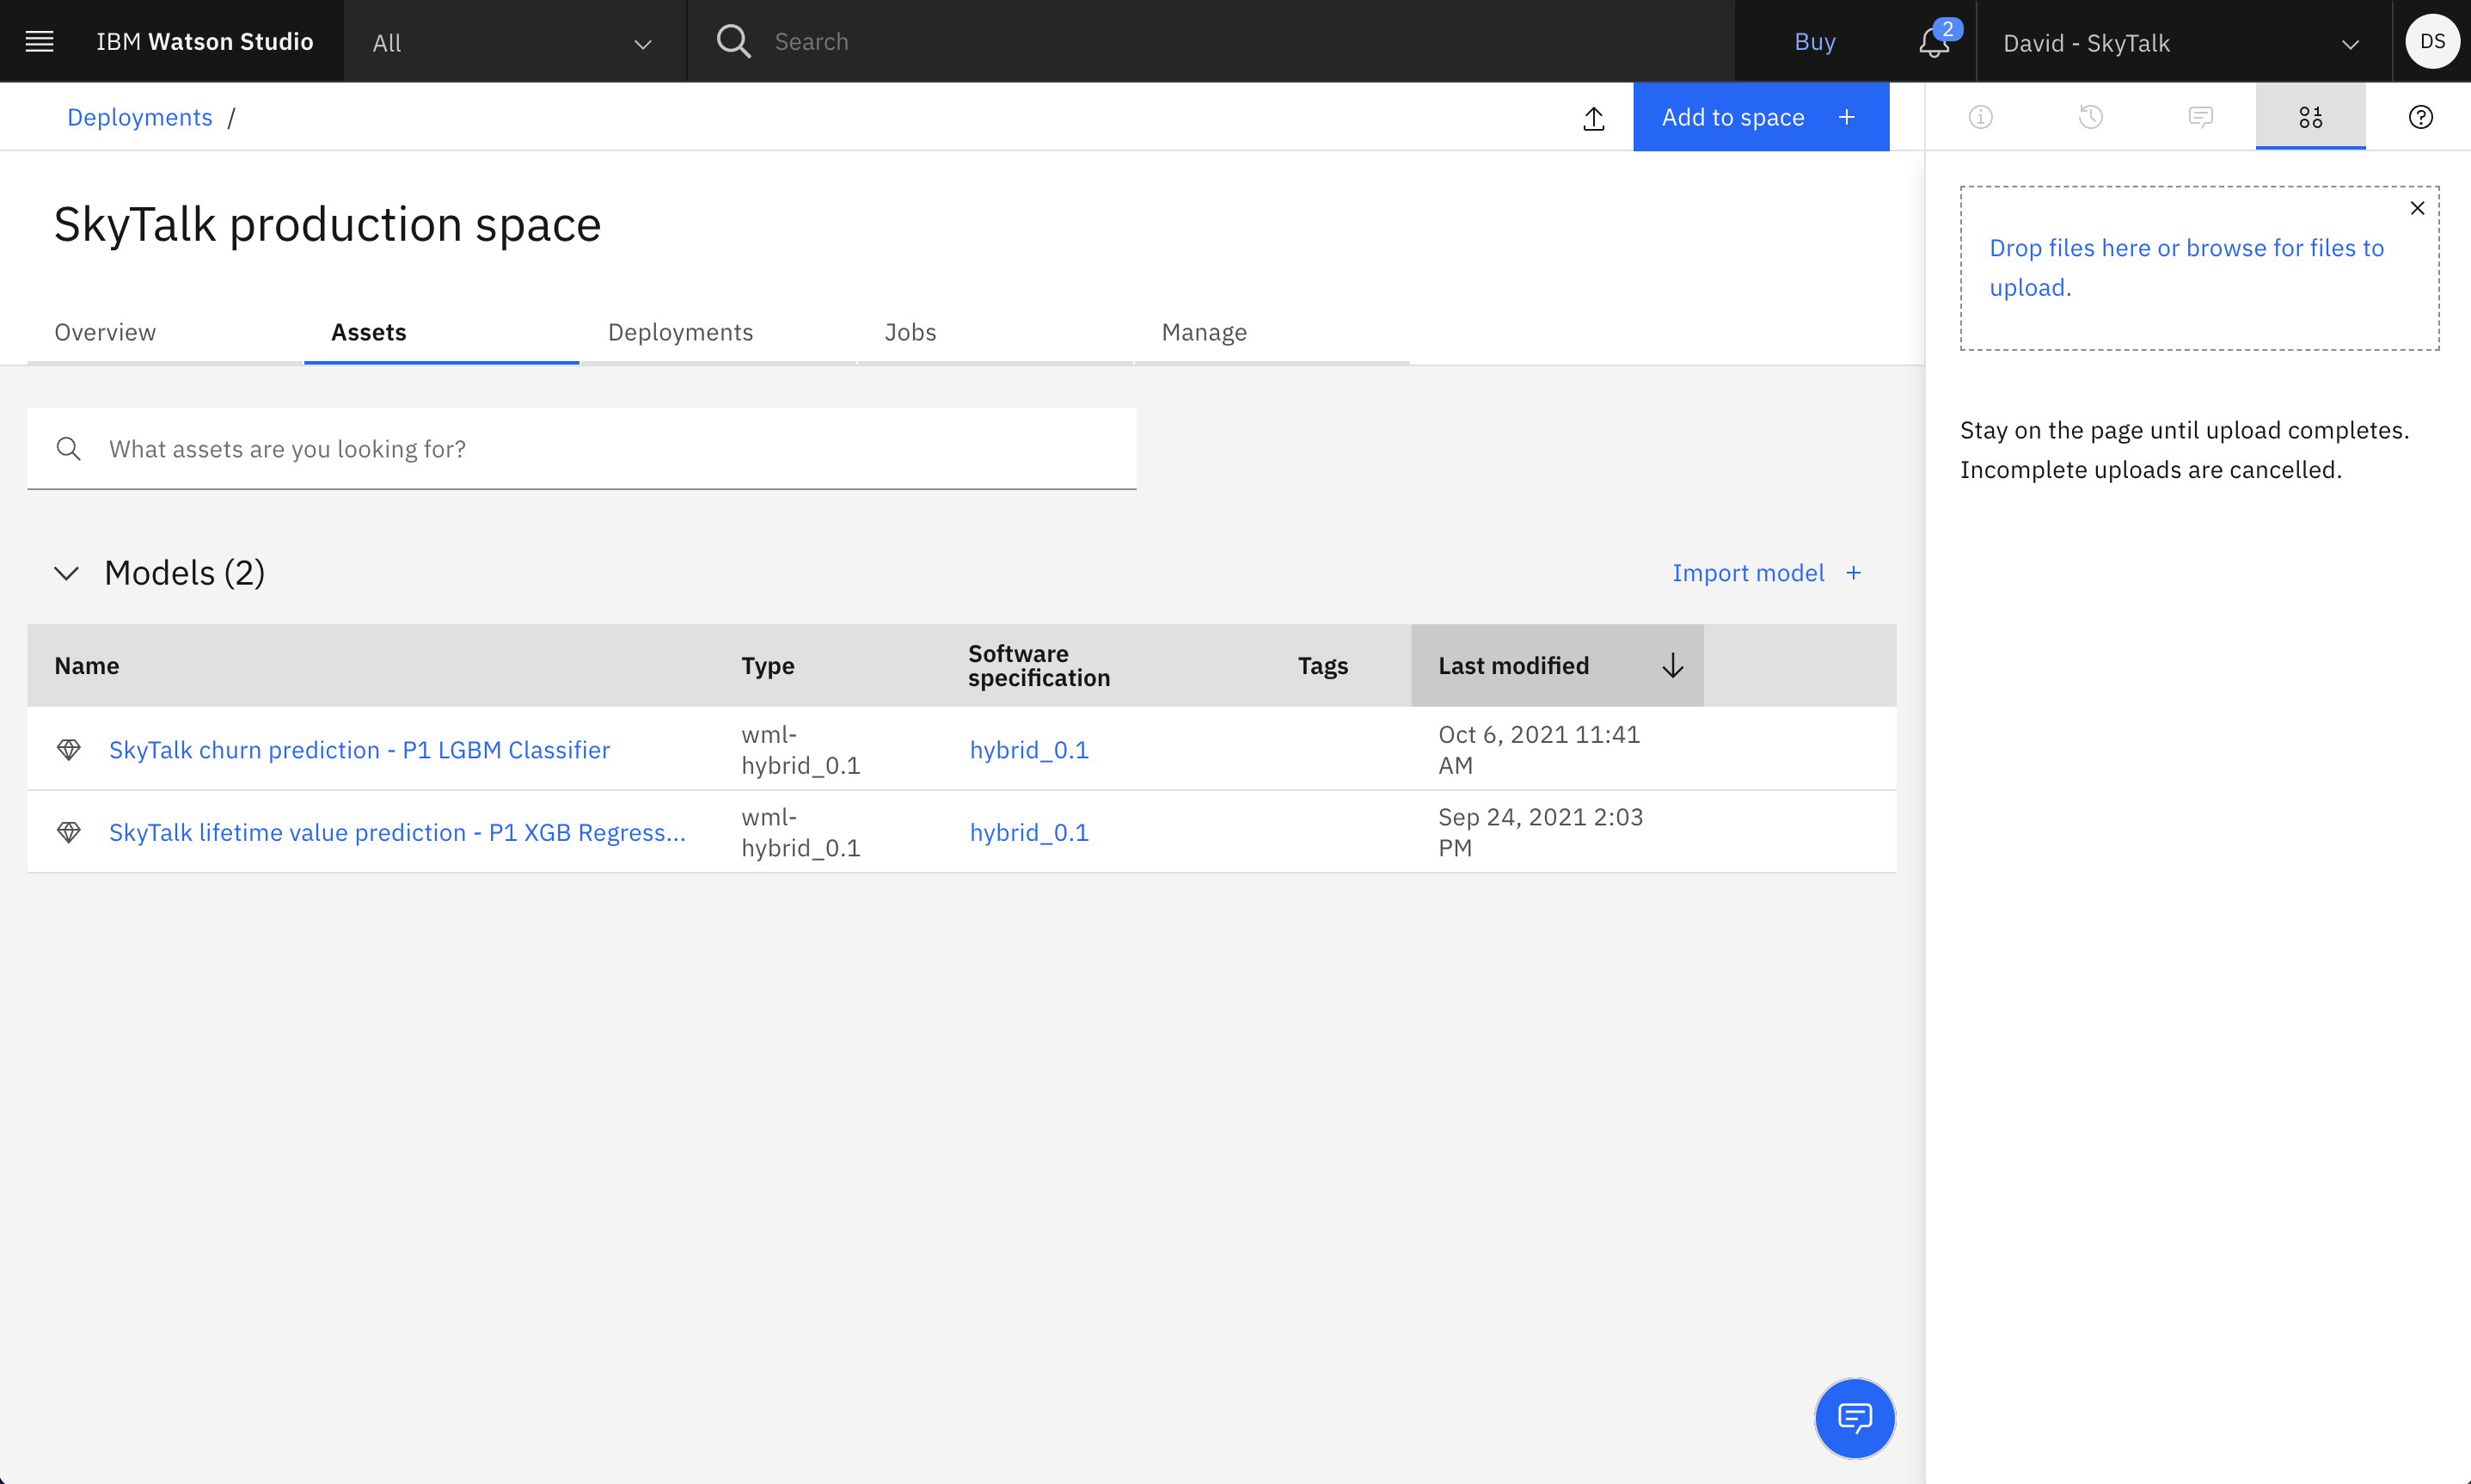 IBM Watson Studio
All
Search
Buy
2
David - SkyTalk
DS
Deployments /
Add to space +
SkyTalk production space
Overview
Assets
Deployments
Jobs
Manage
What assets are you looking for?
Models (2)
Import model +
Name
Type
Software
specification
Tags
Last modified
SkyTalk churn prediction - P1 LGBM Classifier
wml-
hybrid_0.1
hybrid_0.1
Oct 6, 2021 11:41
AM
SkyTalk lifetime value prediction - P1 XGB Regress...
wml-
hybrid_0.1
hybrid_0.1
Sep 24, 2021 2:03
PM
Drop files here or browse for files to
upload.
Stay on the page until upload completes.
Incomplete uploads are cancelled.